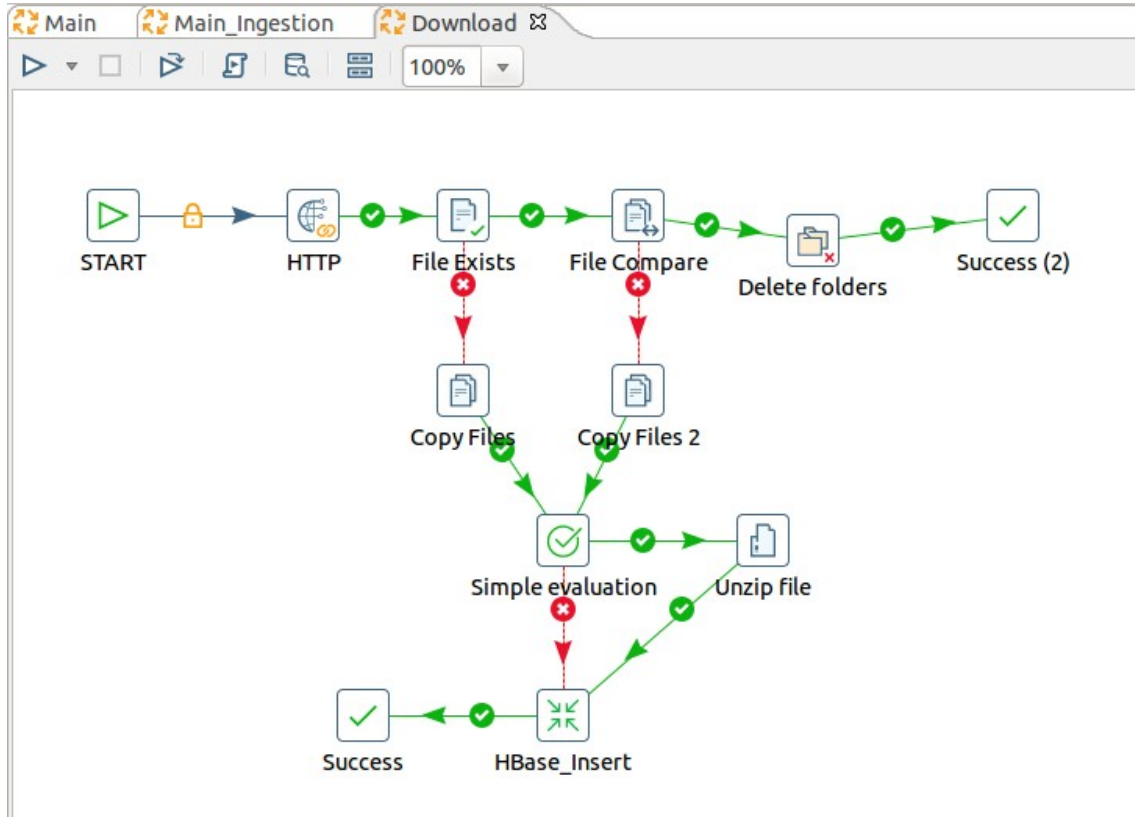 Main
Main_Ingestion
Download
100%
START
HTTP
File Exists
File Compare
Delete folders
Success (2)
Copy Files
Copy Files 2
Simple evaluation
Unzip file
Success
HBase_Insert